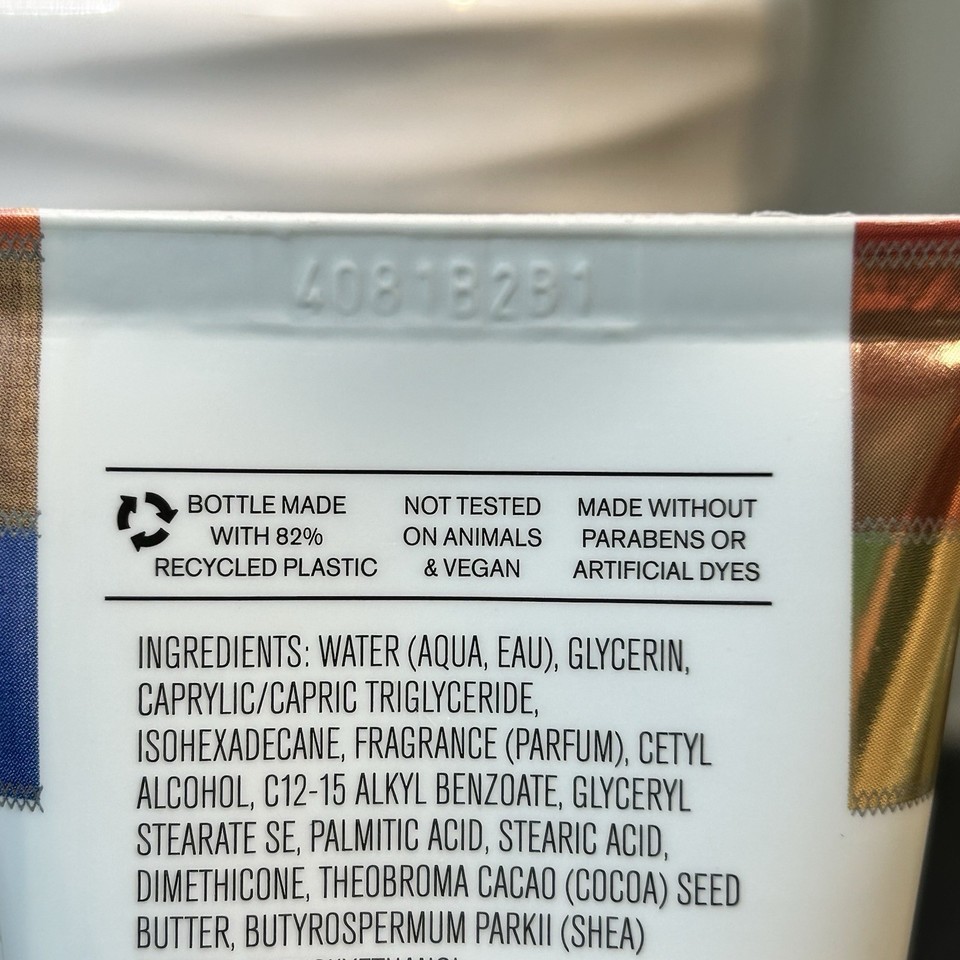 4081B2B1
BOTTLE MADE
WITH 82%
RECYCLED PLASTIC
NOT TESTED
ON ANIMALS
& VEGAN
MADE WITHOUT
PARABENS OR
ARTIFICIAL DYES
INGREDIENTS: WATER (AQUA, EAU), GLYCERIN,
CAPRYLIC/CAPRIC TRIGLYCERIDE,
ISOHEXADECANE, FRAGRANCE (PARFUM), CETYL
ALCOHOL, C12-15 ALKYL BENZOATE, GLYCERYL
STEARATE SE, PALMITIC ACID, STEARIC ACID,
DIMETHICONE, THEOBROMA CACAO (COCOA) SEED
BUTTER, BUTYROSPERMUM PARKII (SHEA)